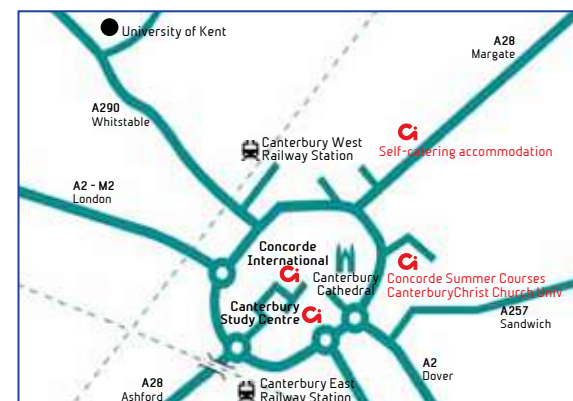 University of Kent
A28
Margate
A290
Whitstable
Canterbury West
Railway Station
Self-catering accommodation
A2 - M2
London
Concorde
International
Canterbury
Cathedral
Concorde Summer Courses
CanterburyChrist Church Univ
Canterbury
Study Centre
A257
Sandwich
A2
Dover
A28
Ashford
Canterbury East
Railway Station